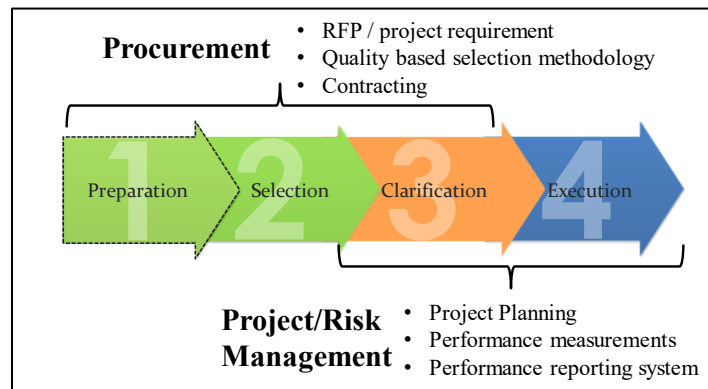 Procurement
• RFP / project requirement
• Quality based selection methodology
• Contracting
1
Preparation
2
Selection
3
Clarification
4
Execution
Project/Risk
Management
• Project Planning
• Performance measurements
• Performance reporting system